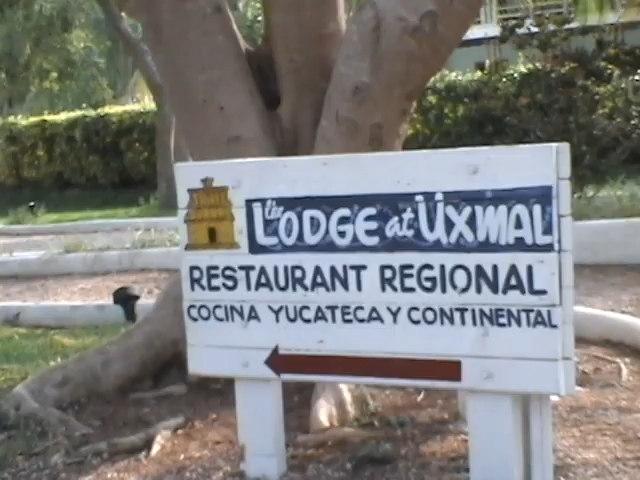 The LODGE at UXMAL
RESTAURANT REGIONAL
COCINA YUCATECA Y CONTINENTAL